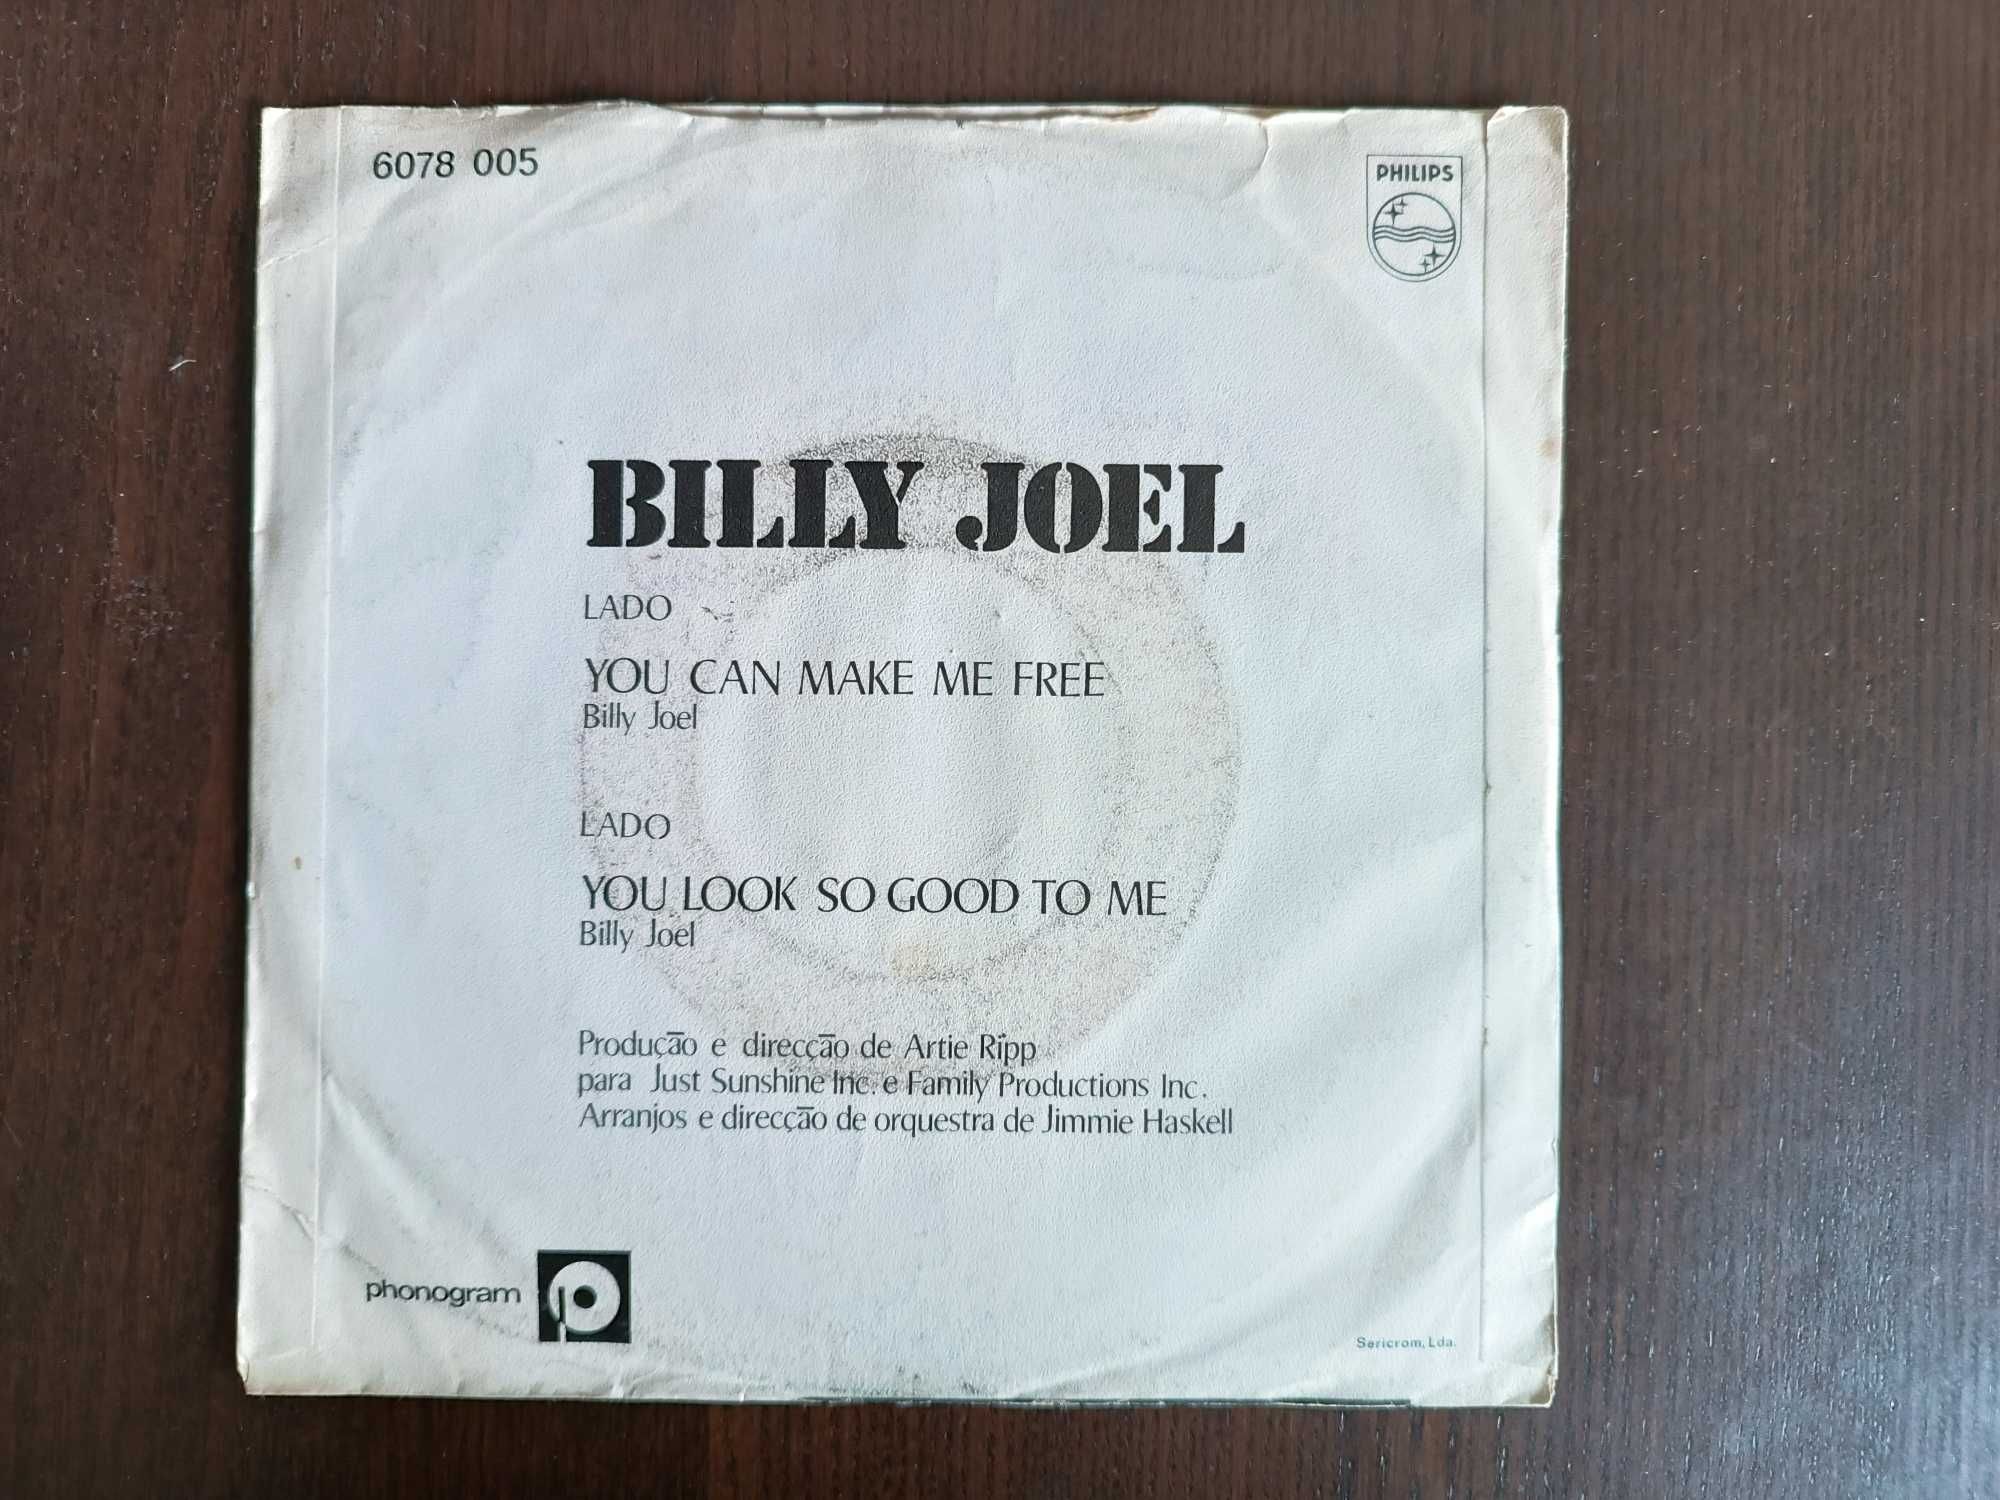 6078 005
PHILIPS
BILLY JOEL
LADO
YOU CAN MAKE ME FREE
Billy Joel
LADO
YOU LOOK SO GOOD TO ME
Billy Joel
Produção e direcção de Artie Ripp
para Just Sunshine Inc. e Family Productions Inc.
Arranjos e direcção de orquestra de Jimmie Haskell
phonogram
Sericrom, Lda.